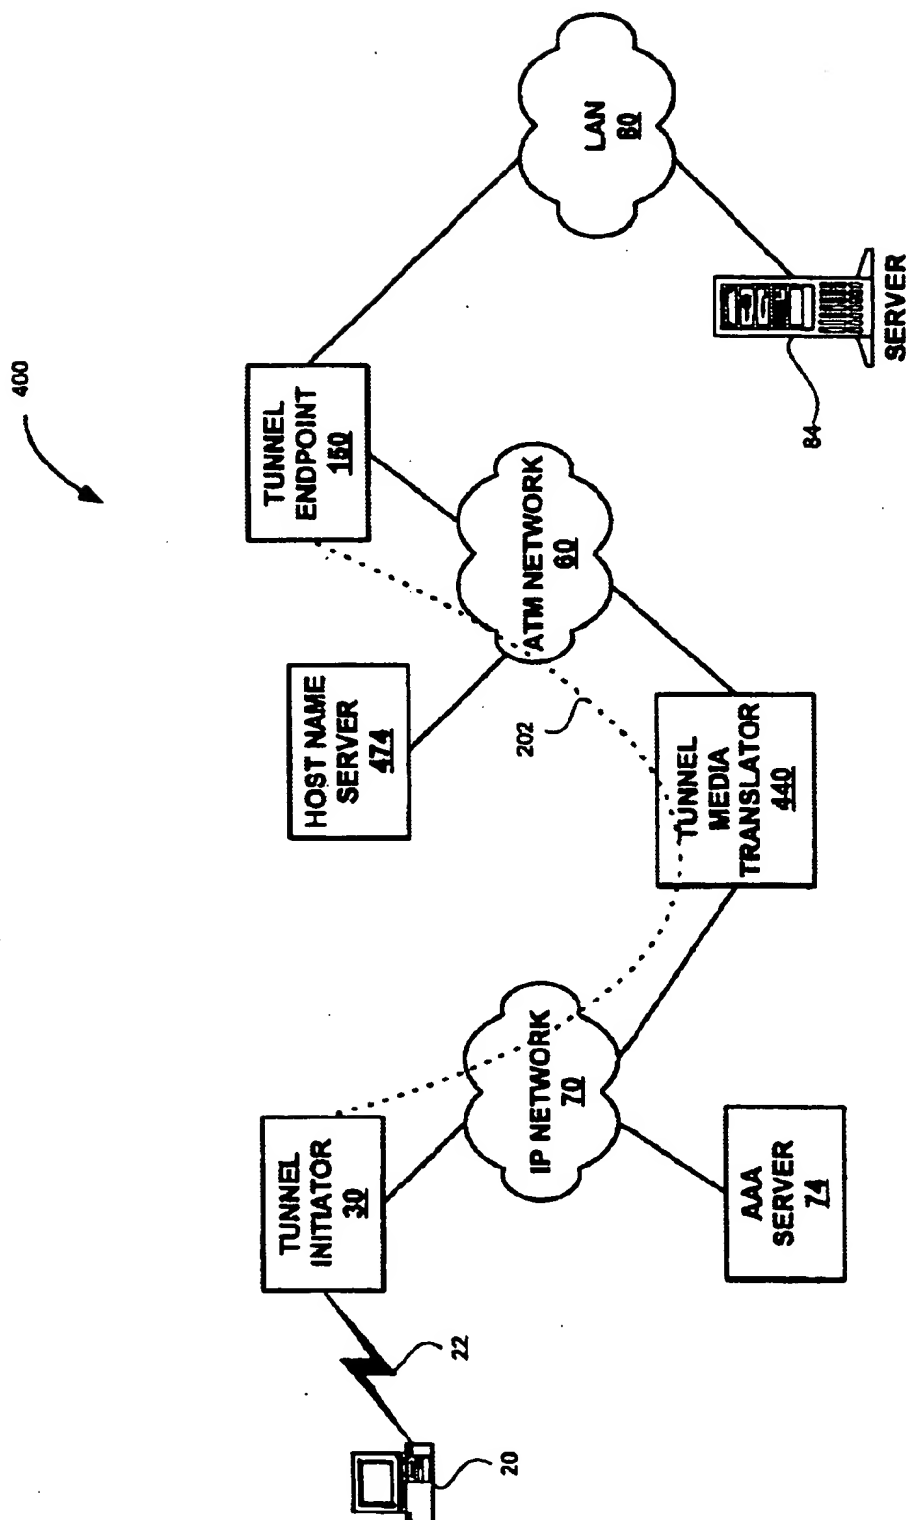 400
20
22
TUNNEL
INITIATOR
30
IP NETWORK
70
AAA
SERVER
74
HOST NAME
SERVER
474
202
TUNNEL
MEDIA
TRANSLATOR
440
ATM NETWORK
60
TUNNEL
ENDPOINT
150
LAN
80
84
SERVER